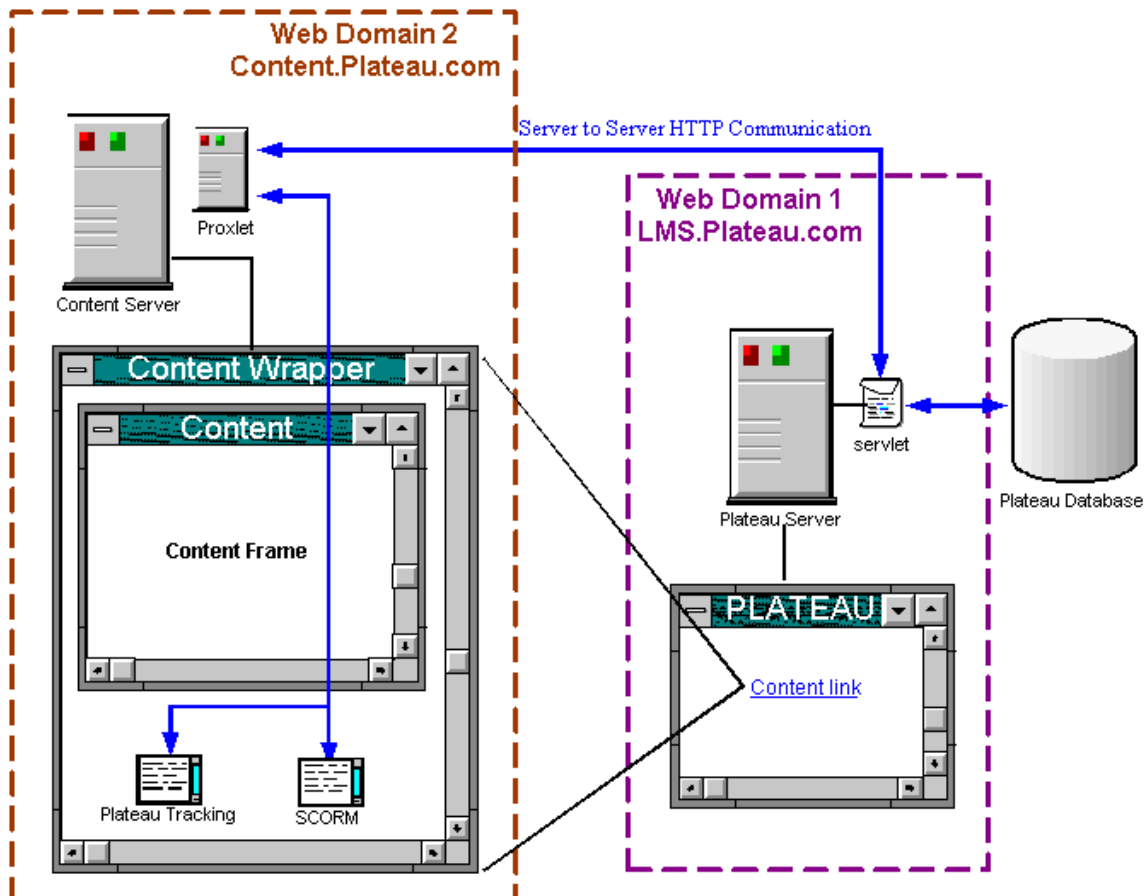 Web Domain 2
Content.Plateau.com
Server to Server HTTP Communication
Web Domain 1
LMS.Plateau.com
Proxlet
Content Server
Content Wrapper
Content
Content Frame
Plateau Tracking
SCORM
servlet
Plateau Server
Plateau Database
PLATEAU
Content link